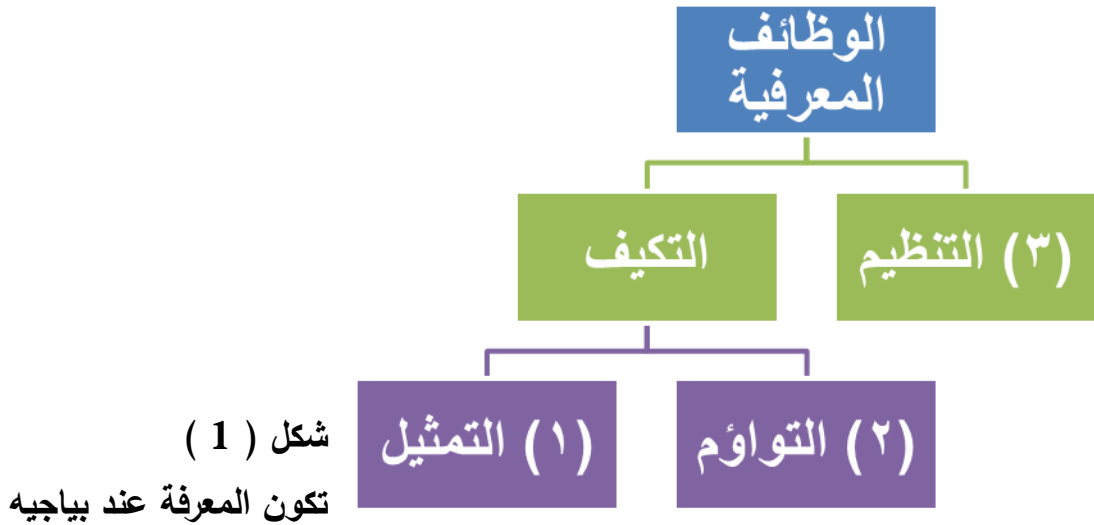 الوظائف
المعرفية
(٣) التنظيم
التكيف
(٢) التواؤم
(١) التمثيل
شكل ( 1 )
تكون المعرفة عند بياجيه